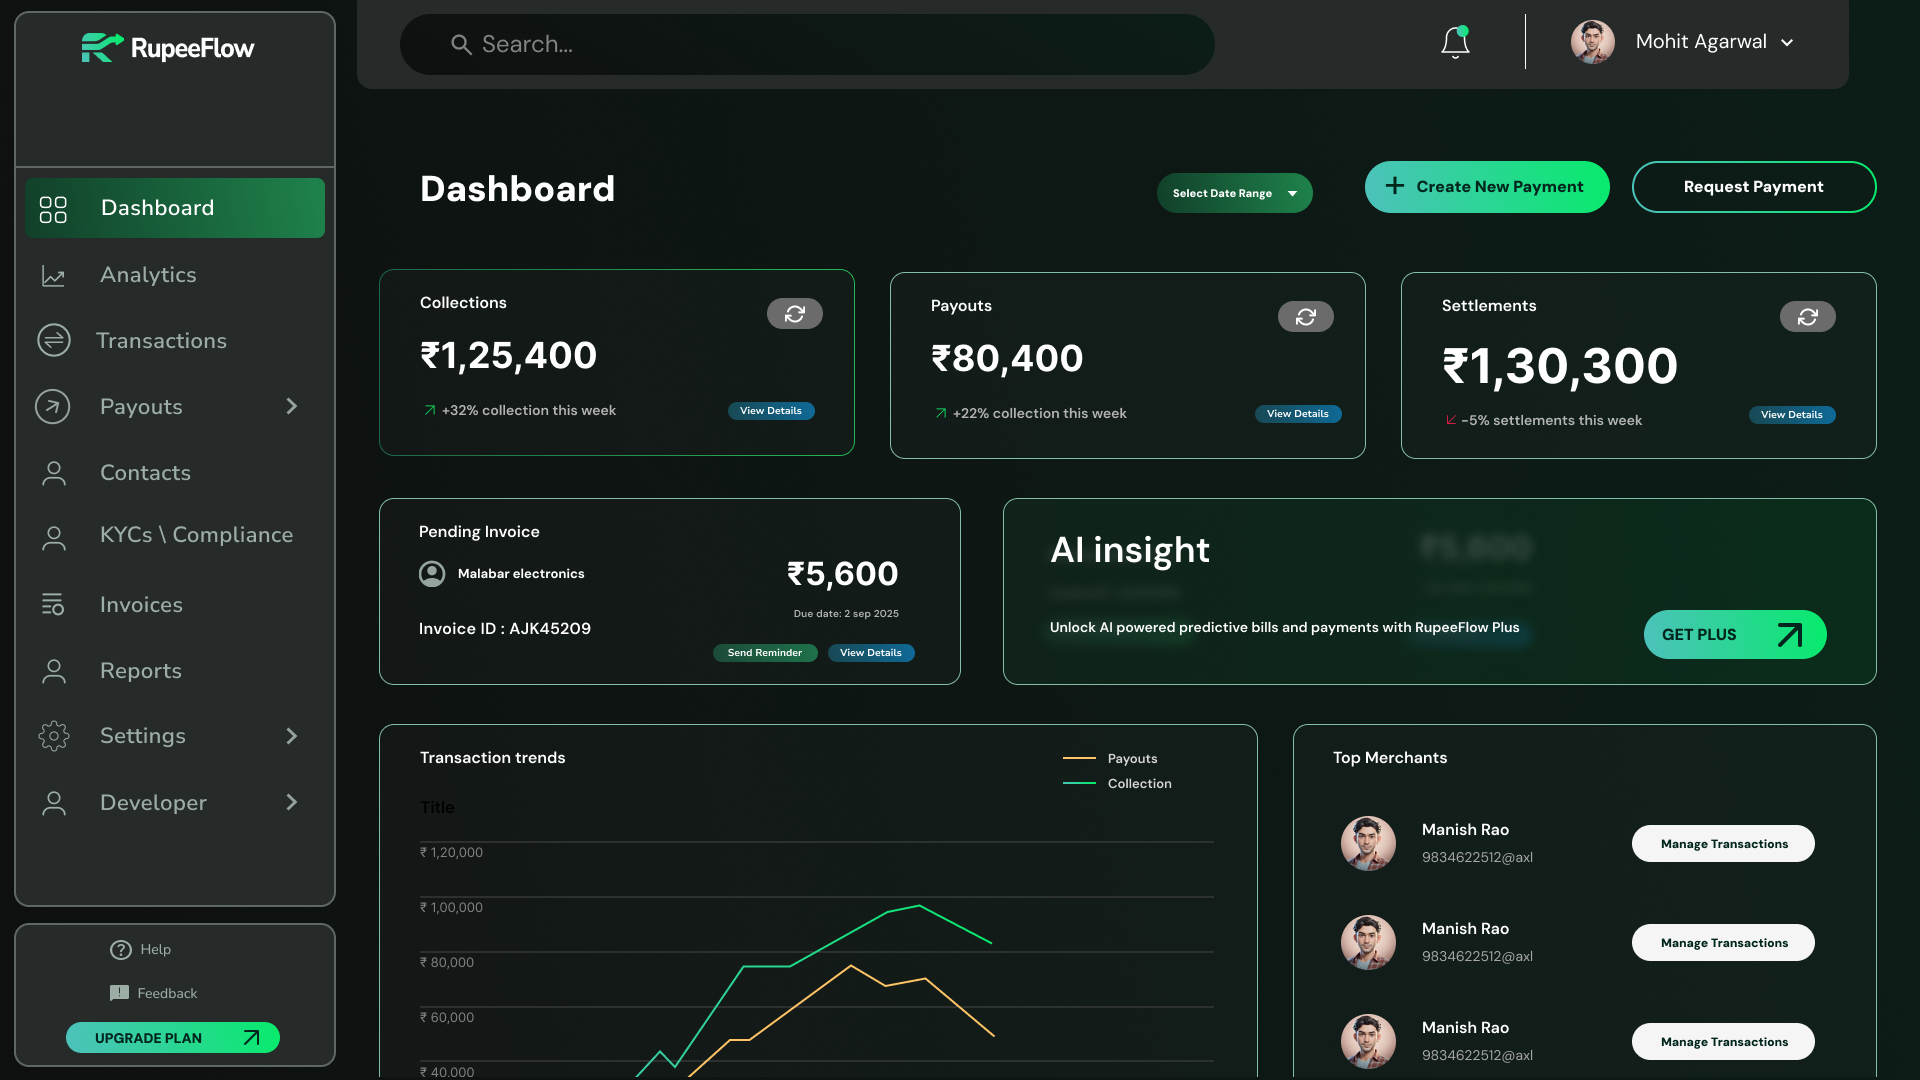 RupeeFlow
Search...
Mohit Agarwal
Dashboard
Analytics
Transactions
Payouts
Contacts
KYCs \ Compliance
Invoices
Reports
Settings
Developer
Help
Feedback
UPGRADE PLAN
Dashboard
Select Date Range
Create New Payment
Request Payment
Collections
₹1,25,400
+32% collection this week
View Details
Payouts
₹80,400
+22% collection this week
View Details
Settlements
₹1,30,300
-5% settlements this week
View Details
Pending Invoice
Malabar electronics
₹5,600
Due date: 2 sep 2025
Invoice ID : AJK45209
Send Reminder
View Details
AI insight
₹5,600
Unlock AI powered predictive bills and payments with RupeeFlow Plus
GET PLUS
Transaction trends
Payouts
Collection
Title
₹ 1,20,000
₹ 1,00,000
₹ 80,000
₹ 60,000
₹ 40,000
Top Merchants
Manish Rao
9834622512@axl
Manage Transactions
Manish Rao
9834622512@axl
Manage Transactions
Manish Rao
9834622512@axl
Manage Transactions